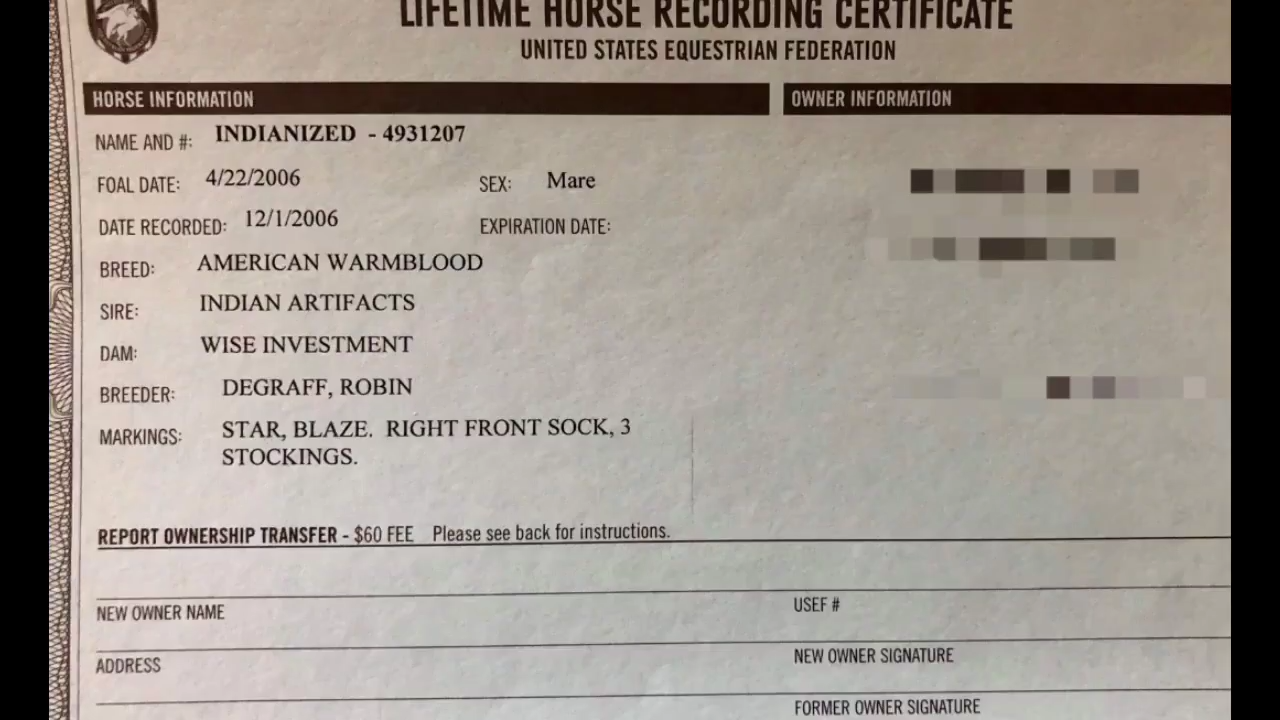 LIFETIME HORSE RECORDING CERTIFICATE
UNITED STATES EQUESTRIAN FEDERATION
HORSE INFORMATION
OWNER INFORMATION
NAME AND #: INDIANIZED - 4931207
FOAL DATE: 4/22/2006 SEX: Mare
DATE RECORDED: 12/1/2006 EXPIRATION DATE:
BREED: AMERICAN WARMBLOOD
SIRE: INDIAN ARTIFACTS
DAM: WISE INVESTMENT
BREEDER: DEGRAFF, ROBIN
MARKINGS: STAR, BLAZE. RIGHT FRONT SOCK, 3
STOCKINGS.
REPORT OWNERSHIP TRANSFER - $60 FEE Please see back for instructions.
NEW OWNER NAME
USEF #
ADDRESS
NEW OWNER SIGNATURE
FORMER OWNER SIGNATURE